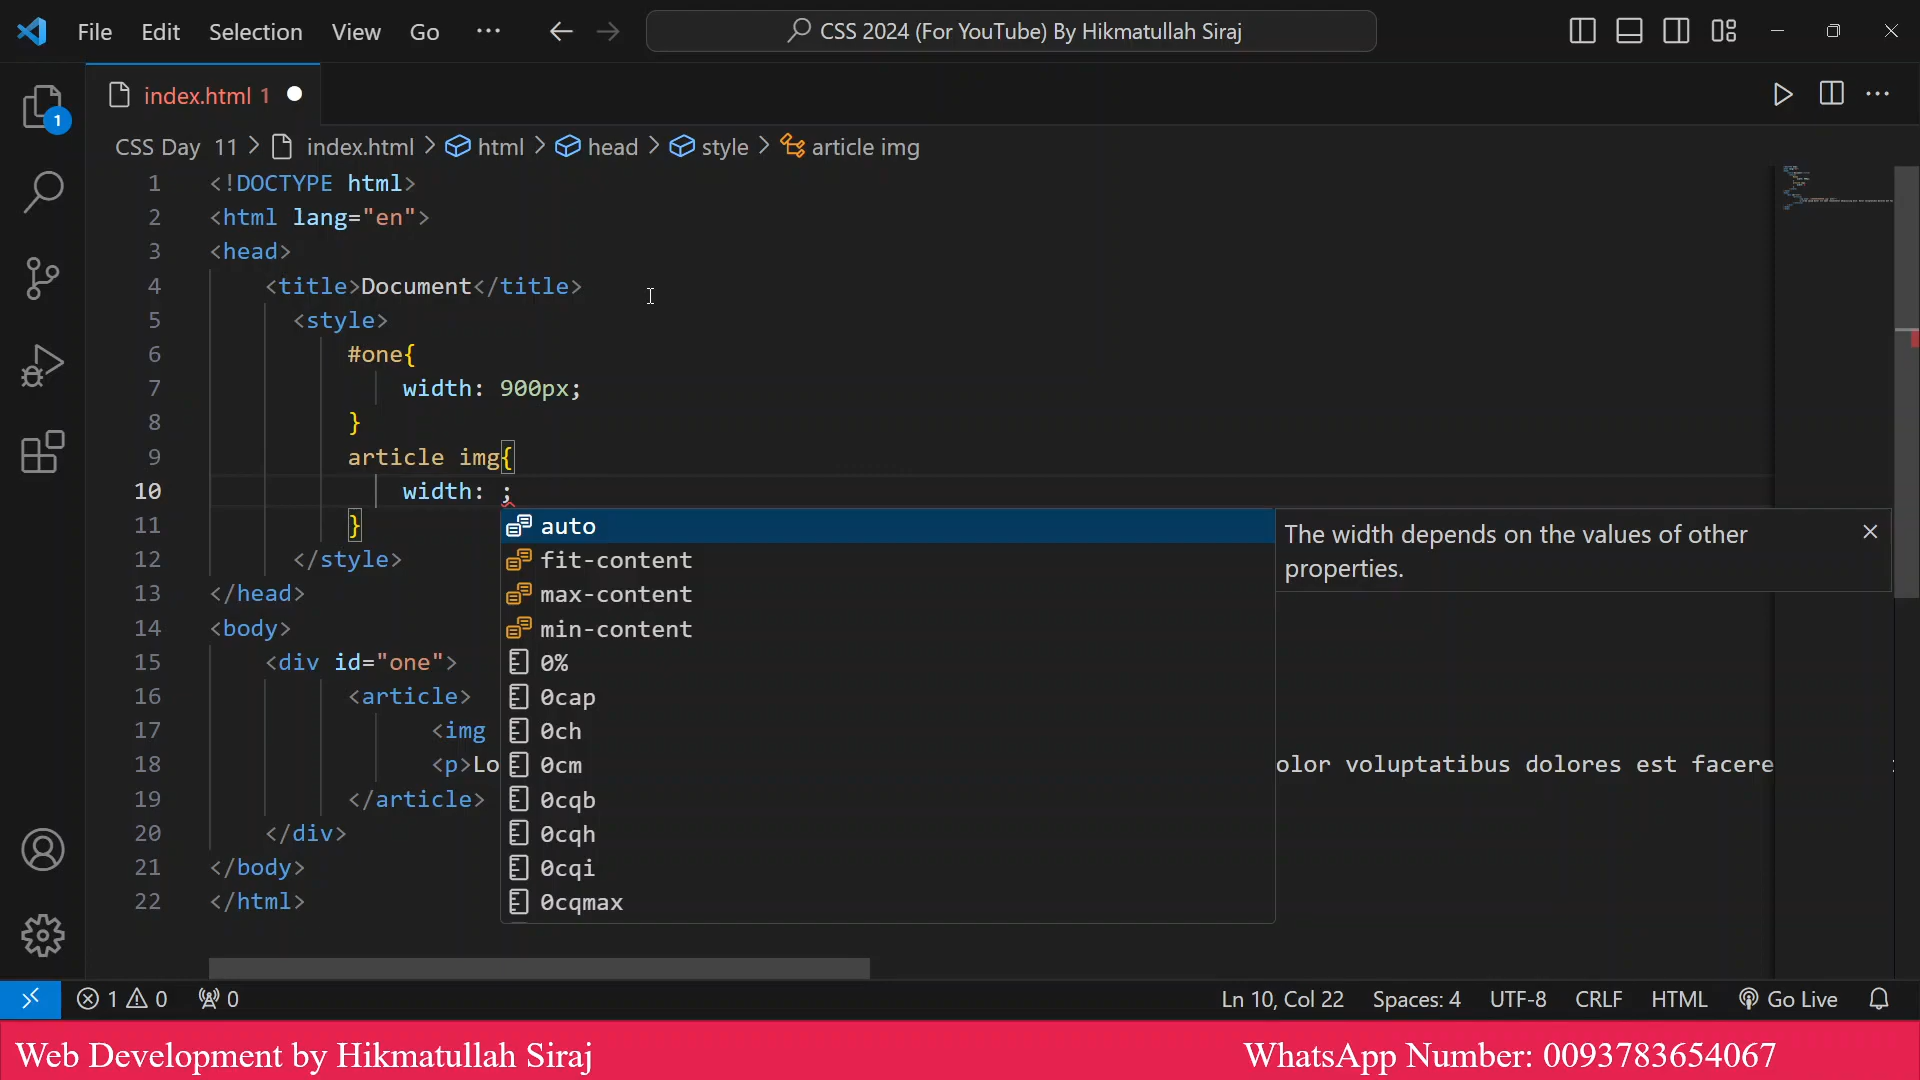 File Edit Selection View Go ··· CSS 2024 (For YouTube) By Hikmatullah Siraj
1
index.html 1
CSS Day 11 > index.html > html > head > style > article img
1 <!DOCTYPE html>
2 <html lang="en">
3 <head>
4 <title>Document</title>
5 <style>
6 #one{
7 width: 900px;
8 }
9 article img{
10 width: ;
11 }
auto
The width depends on the values of other
properties.
12 </style>
fit-content
13 </head>
max-content
14 <body>
min-content
15 <div id="one">
0%
16 <article>
0cap
17 <img
0ch
18 <p>Lo
0cm
olor voluptatibus dolores est facere
19 </article>
0cqb
20 </div>
0cqh
21 </body>
0cqi
22 </html>
0cqmax
1 0 0 Ln 10, Col 22 Spaces: 4 UTF-8 CRLF HTML Go Live
Web Development by Hikmatullah Siraj WhatsApp Number: 0093783654067